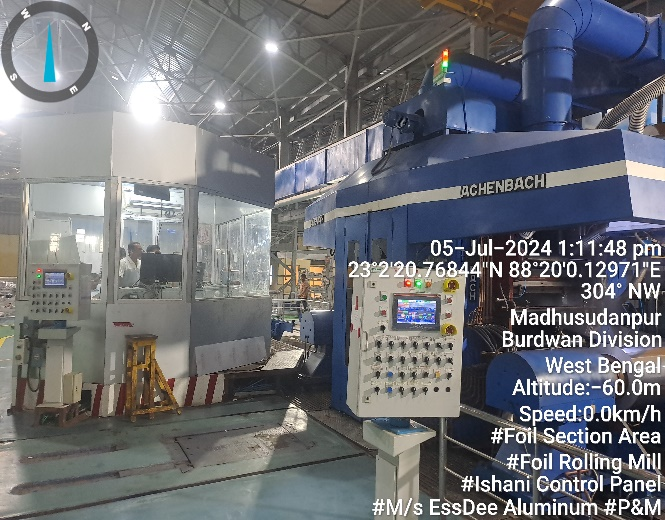 N
W
S
E
ACHENBACH
05-Jul-2024 1:11:48 pm
23°2'20.76844"N 88°20'0.12971"E
304° NW
Madhusudanpur
Burdwan Division
West Bengal
Altitude:-60.0m
Speed:0.0km/h
#Foil Section Area
#Foil Rolling Mill
#Ishani Control Panel
#M/s EssDee Aluminum #P&M